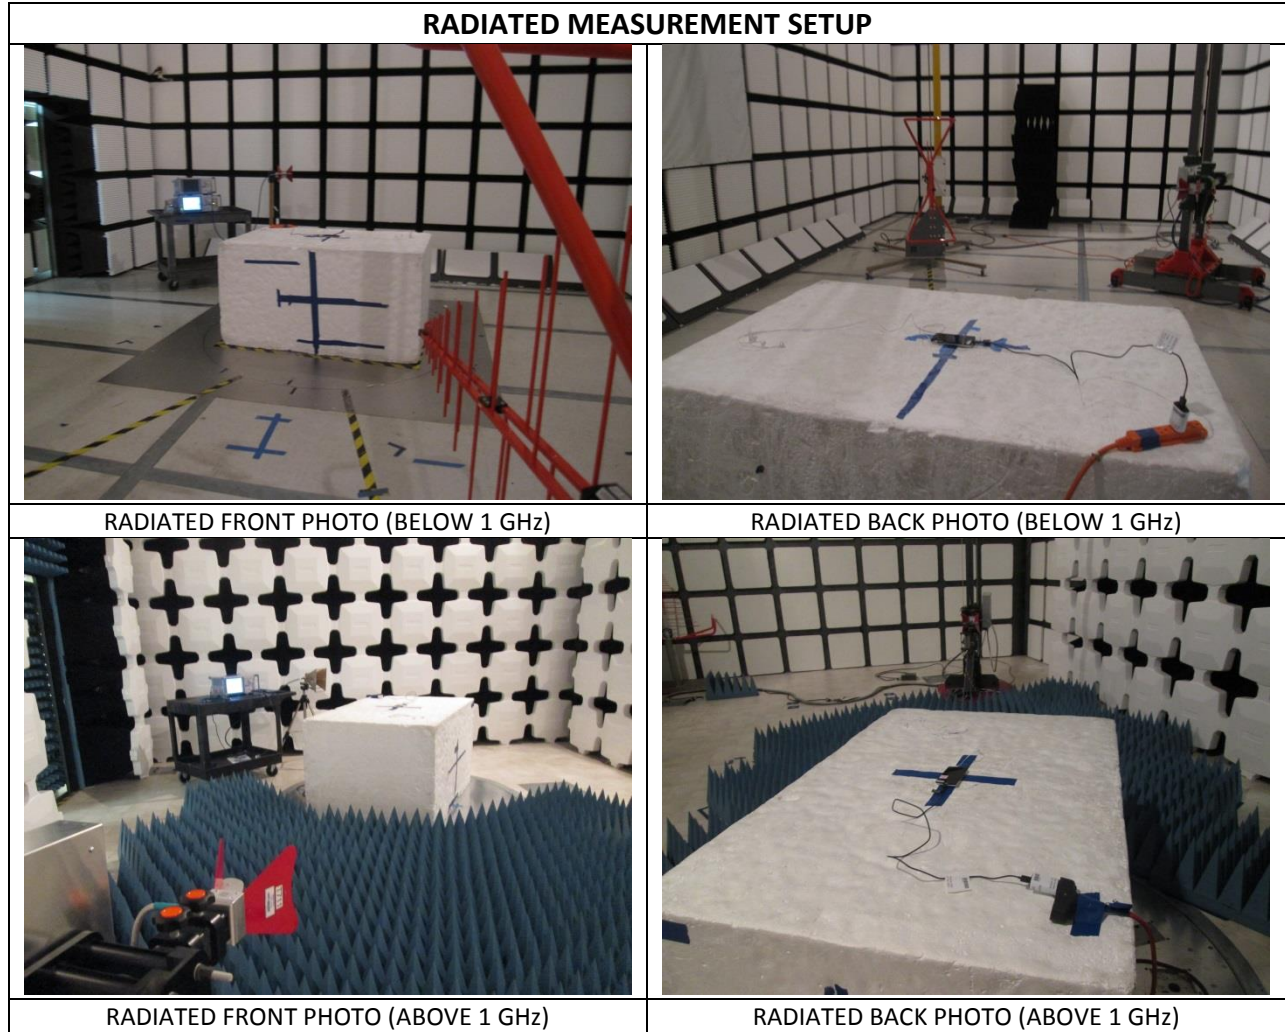 RADIATED MEASUREMENT SETUP
RADIATED FRONT PHOTO (BELOW 1 GHz)
RADIATED BACK PHOTO (BELOW 1 GHz)
RADIATED FRONT PHOTO (ABOVE 1 GHz)
RADIATED BACK PHOTO (ABOVE 1 GHz)